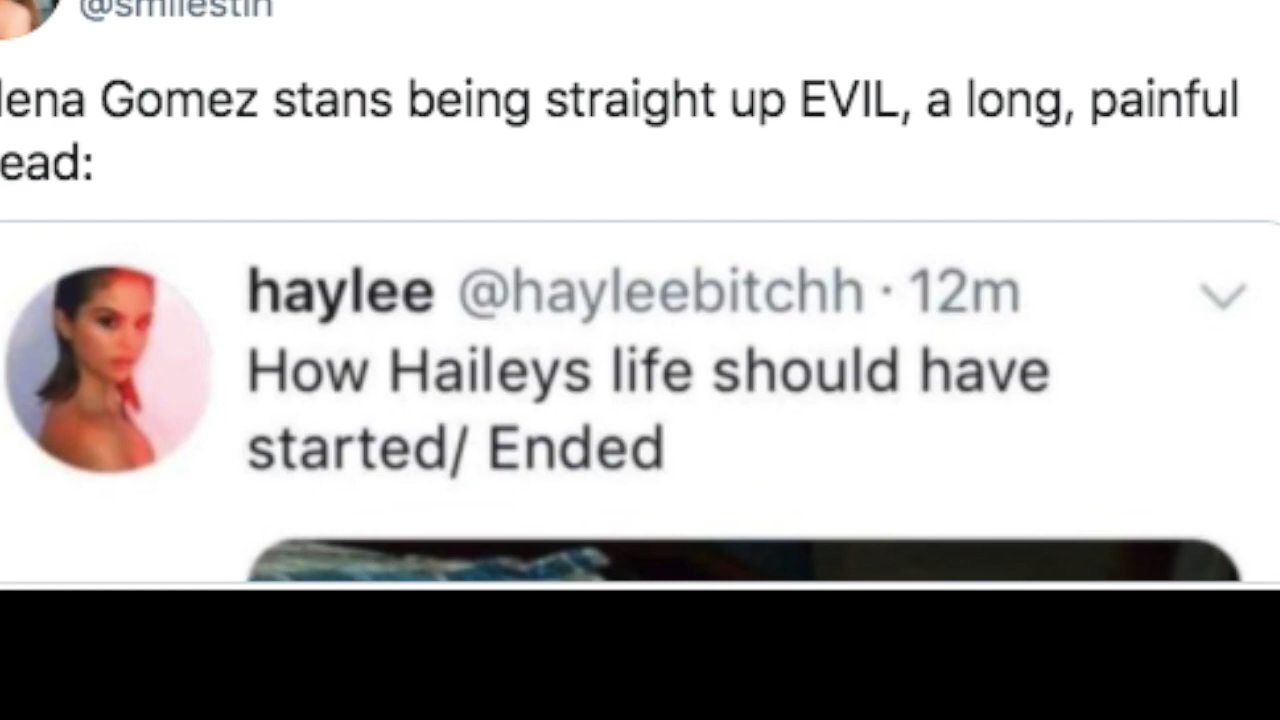 @smilestin
lena Gomez stans being straight up EVIL, a long, painful
ead:
haylee @hayleebitchh · 12m
How Haileys life should have
started/ Ended